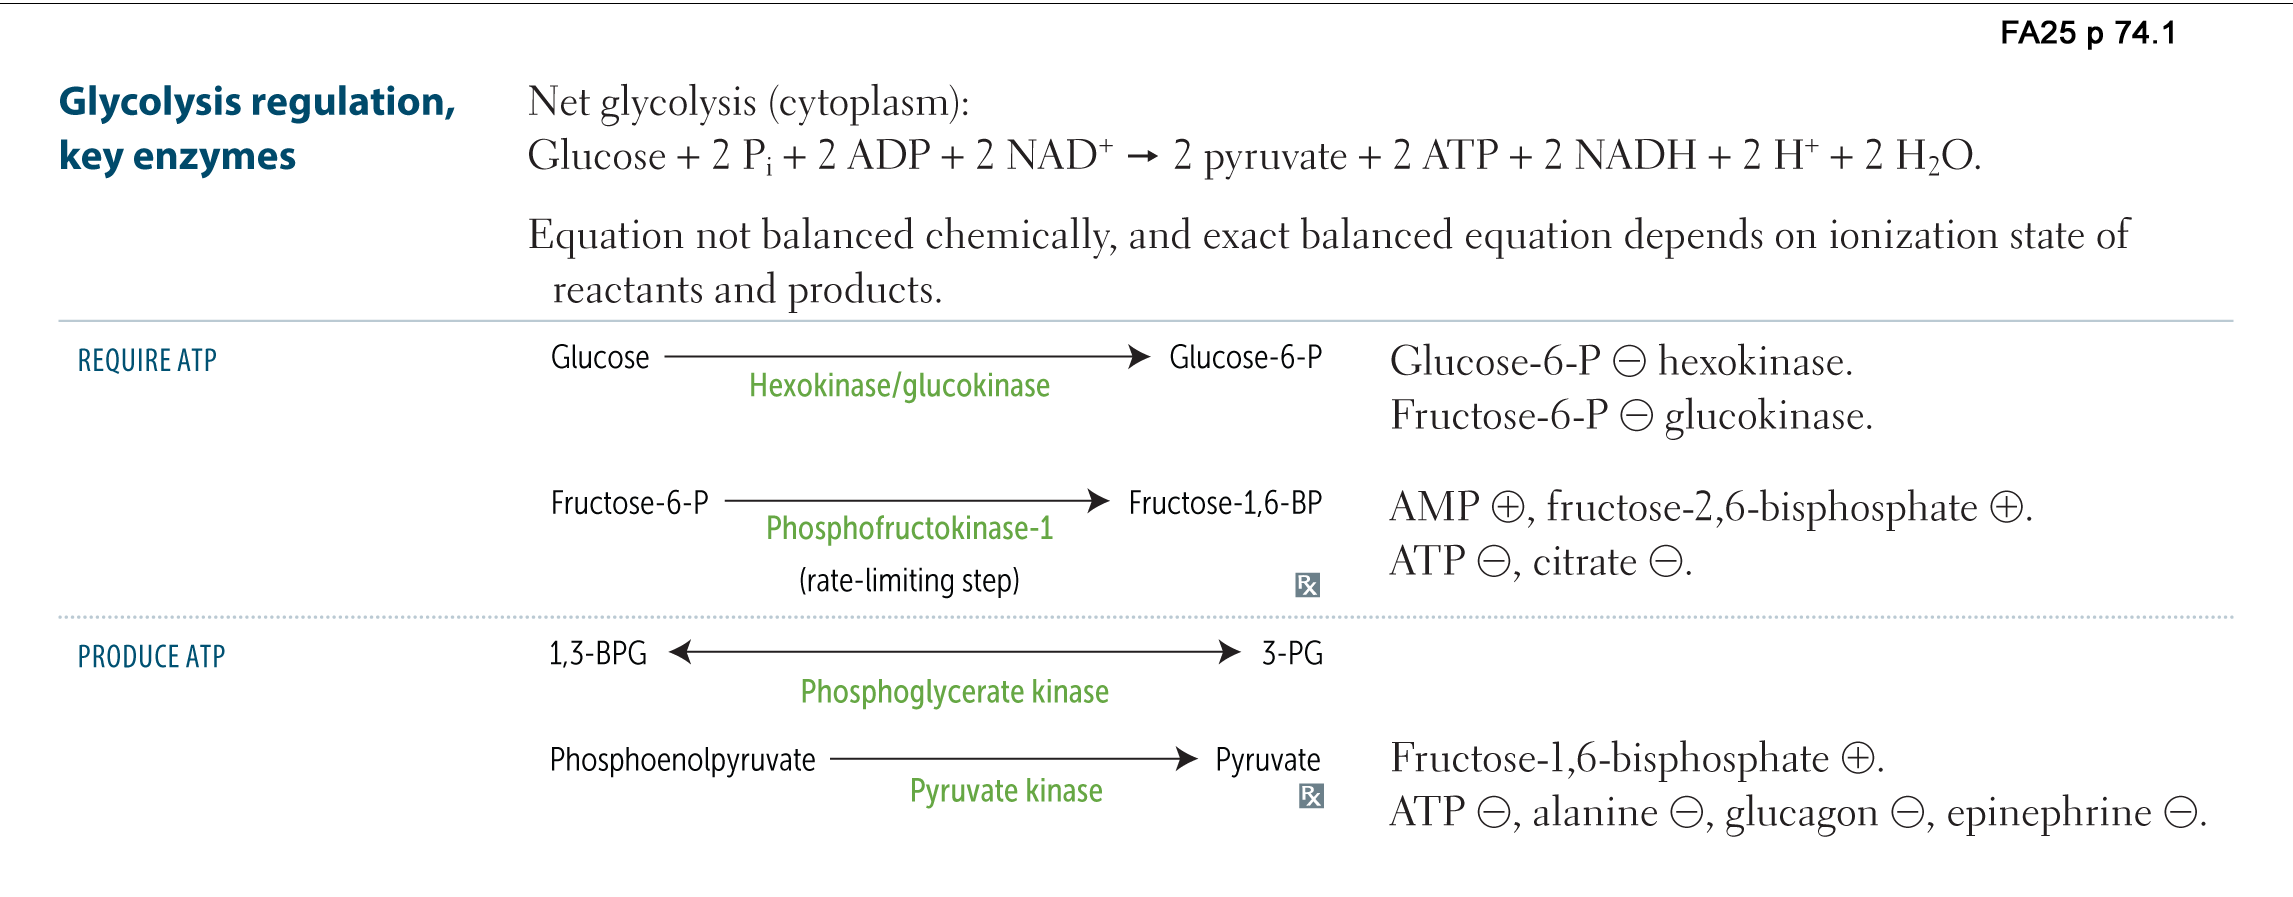 FA25 p 74.1
Glycolysis regulation,
key enzymes
Net glycolysis (cytoplasm):
Glucose + 2 Pᵢ + 2 ADP + 2 NAD⁺ → 2 pyruvate + 2 ATP + 2 NADH + 2 H⁺ + 2 H₂O.
Equation not balanced chemically, and exact balanced equation depends on ionization state of
reactants and products.
REQUIRE ATP
Glucose → Glucose-6-P
Hexokinase/glucokinase
Glucose-6-P ⊖ hexokinase.
Fructose-6-P ⊖ glucokinase.
Fructose-6-P → Fructose-1,6-BP
Phosphofructokinase-1
(rate-limiting step)
Rx
AMP ⊕, fructose-2,6-bisphosphate ⊕.
ATP ⊖, citrate ⊖.
PRODUCE ATP
1,3-BPG ↔ 3-PG
Phosphoglycerate kinase
Phosphoenolpyruvate → Pyruvate
Pyruvate kinase
Rx
Fructose-1,6-bisphosphate ⊕.
ATP ⊖, alanine ⊖, glucagon ⊖, epinephrine ⊖.